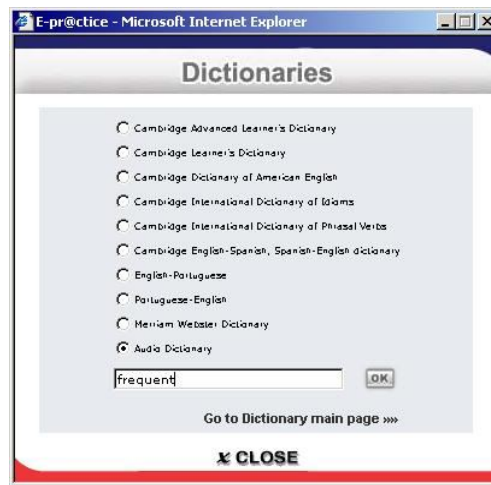 E-pr@ctice - Microsoft Internet Explorer
Dictionaries
Cambridge Advanced Learner's Dictionary
Cambridge Learner's Dictionary
Cambridge Dictionary of American English
Cambridge International Dictionary of Idioms
Cambridge International Dictionary of Phrasal Verbs
Cambridge English-Spanish, Spanish-English dictionary
English-Portuguese
Portuguese-English
Merriam Webster Dictionary
Audio Dictionary
frequent OK
Go to Dictionary main page »»
x CLOSE